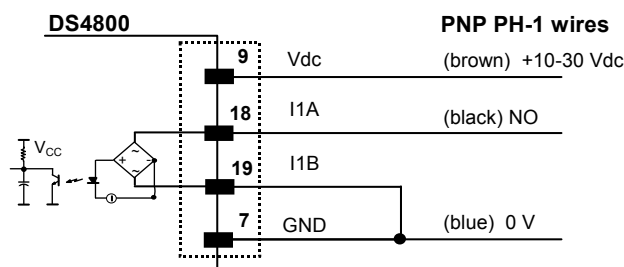 DS4800 PNP PH-1 wires
9 Vdc (brown) +10-30 Vdc
18 I1A (black) NO
VCC
+ ~ - ~
19 I1B
7 GND (blue) 0 V